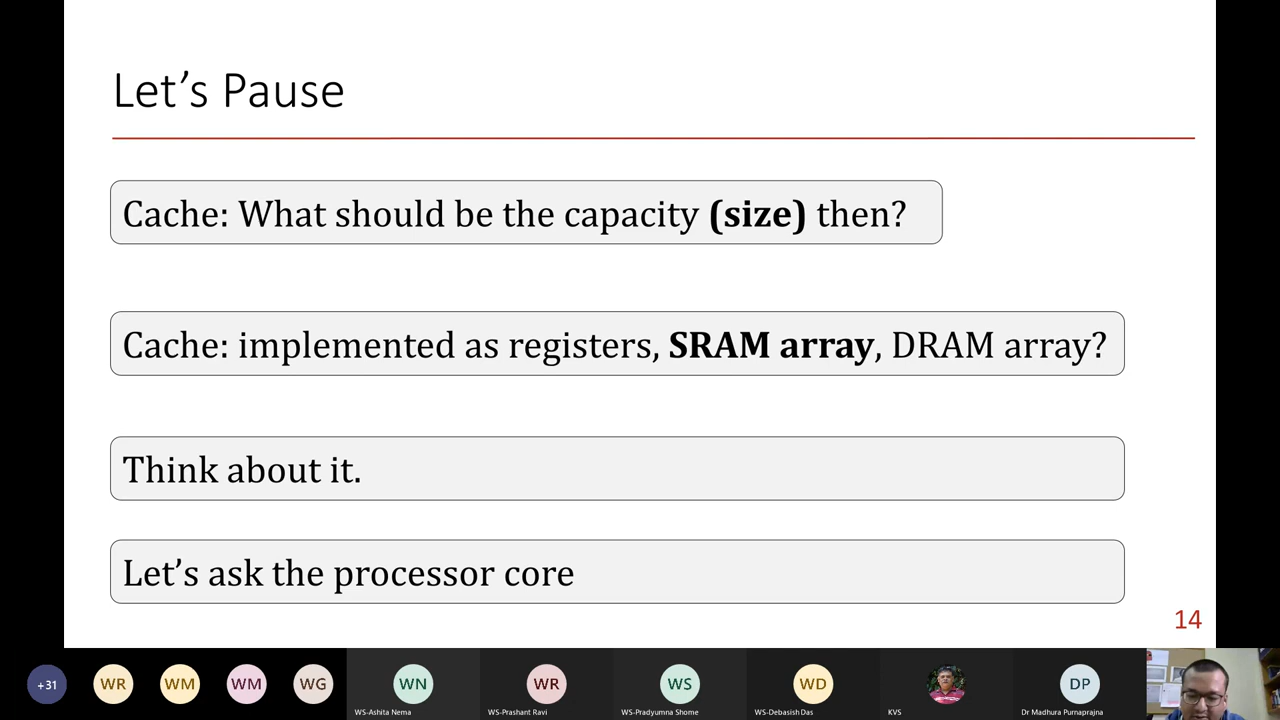 Let's Pause
Cache: What should be the capacity (size) then?
Cache: implemented as registers, SRAM array, DRAM array?
Think about it.
Let's ask the processor core
14
+31
WR
WM
WM
WG
WN
WS-Ashita Nema
WR
WS-Prashant Ravi
WS
WS-Pradyumna Shome
WD
WS-Debasish Das
KVS
DP
Dr Madhura Purnaprajna